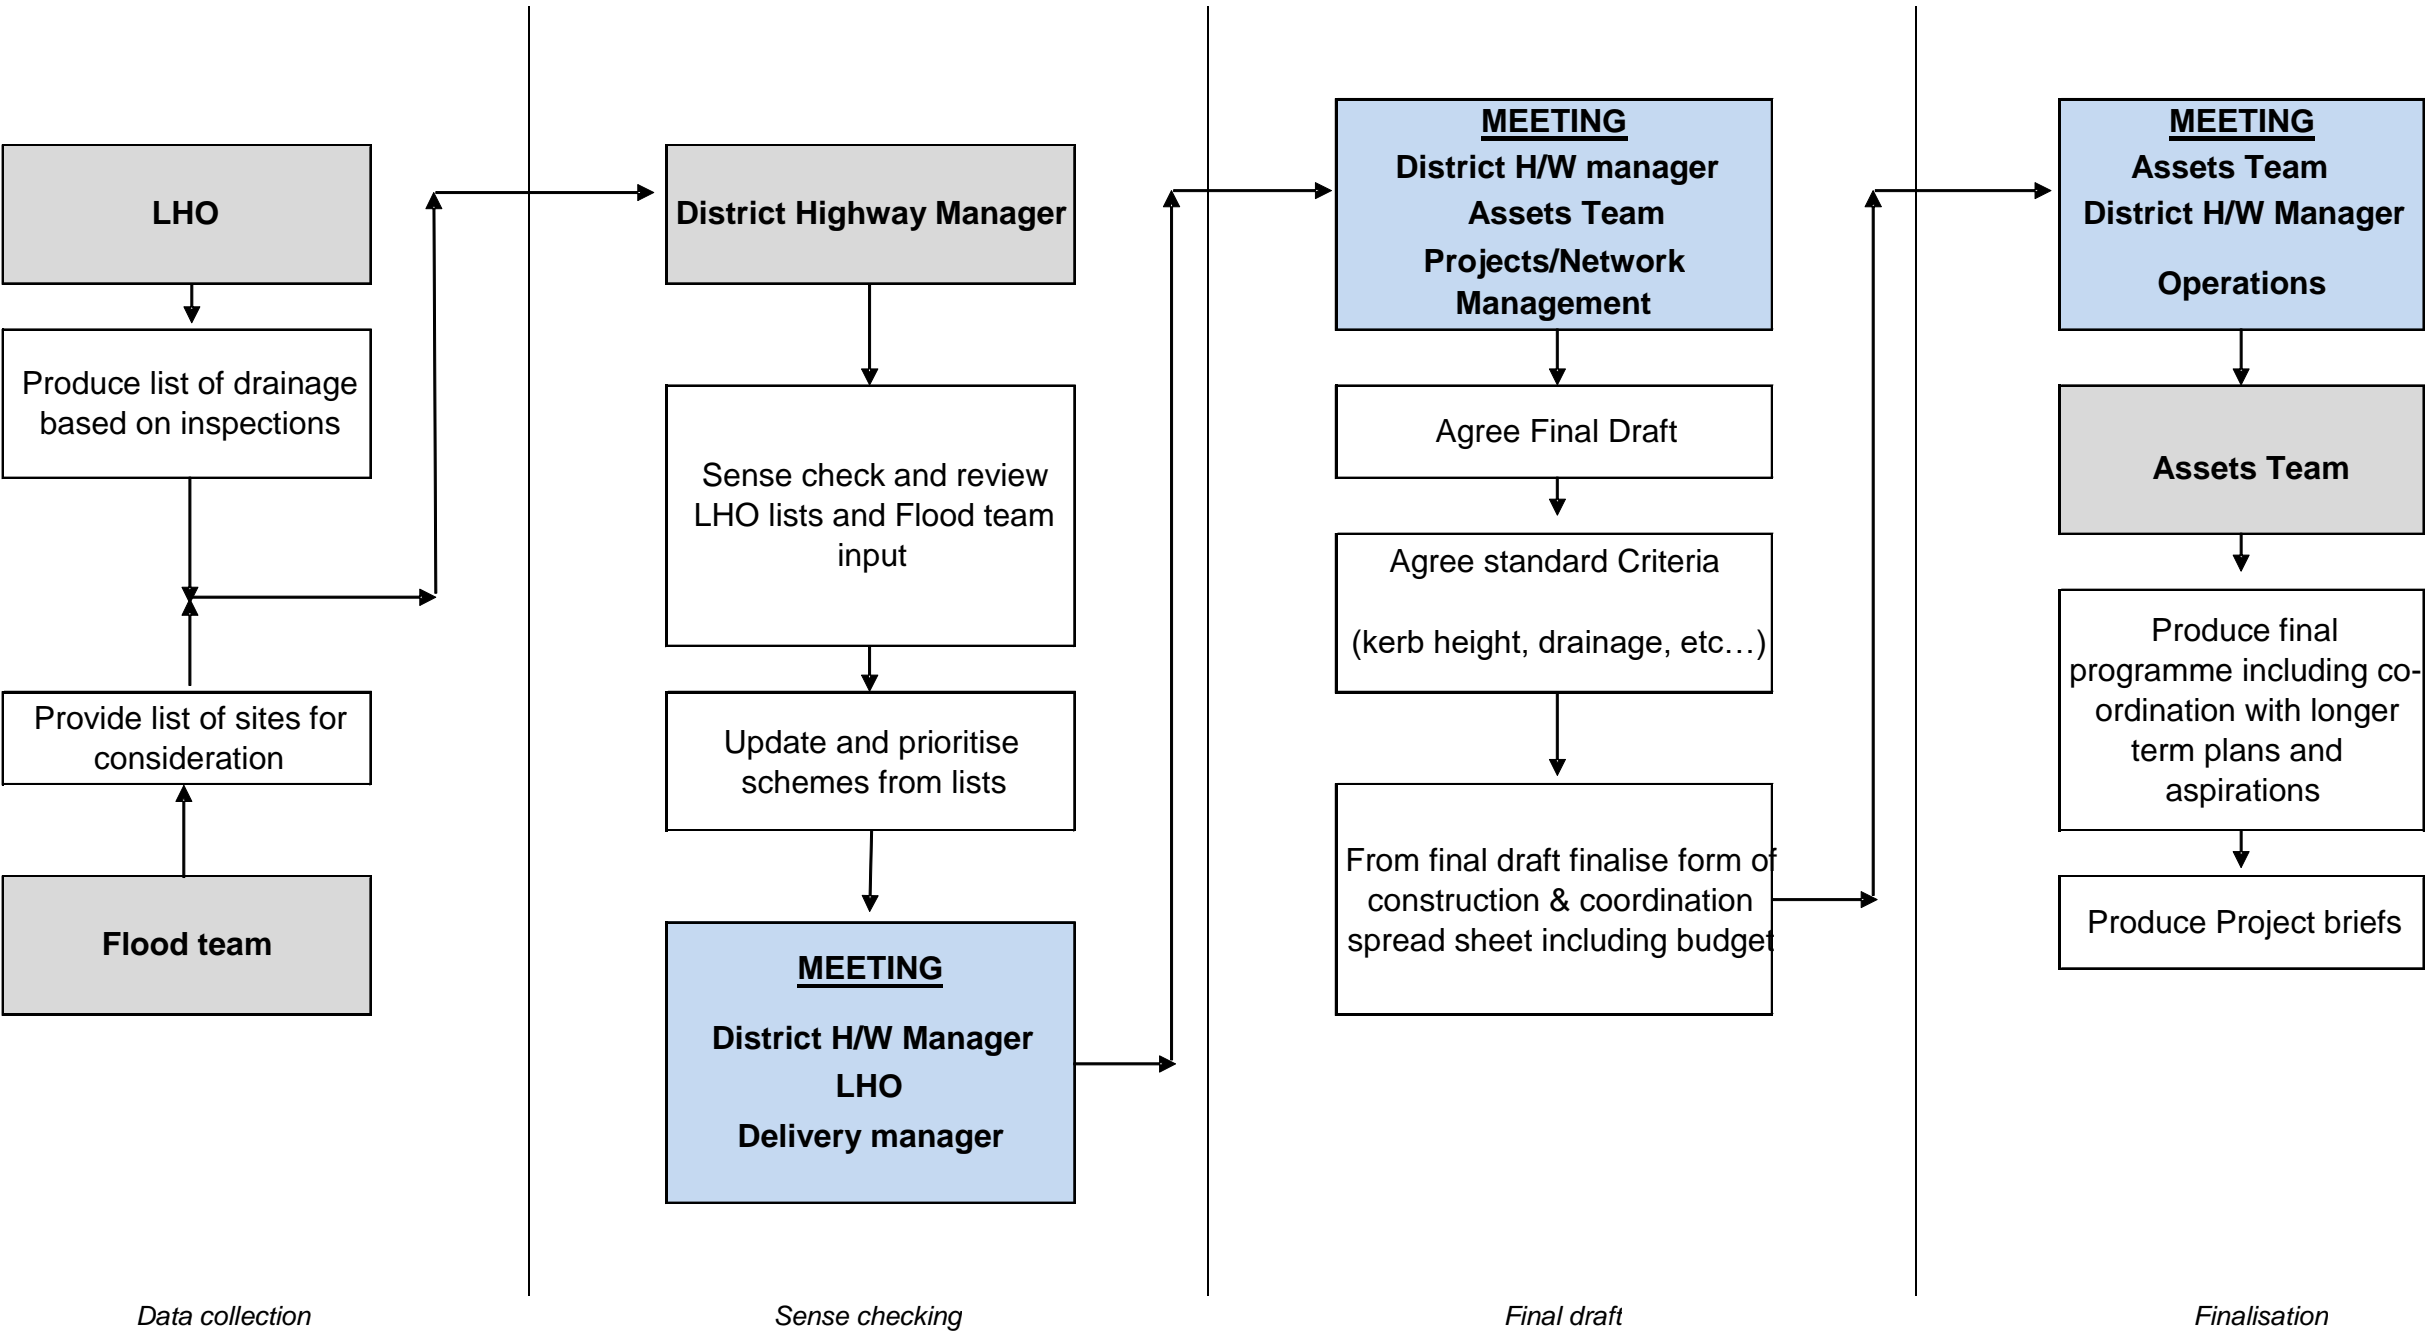 LHO
Produce list of drainage
based on inspections
Provide list of sites for
consideration
Flood team
Data collection
District Highway Manager
Sense check and review
LHO lists and Flood team
input
Update and prioritise
schemes from lists
MEETING
District H/W Manager
LHO
Delivery manager
Sense checking
MEETING
District H/W manager
Assets Team
Projects/Network
Management
Agree Final Draft
Agree standard Criteria
(kerb height, drainage, etc…)
From final draft finalise form of
construction & coordination
spread sheet including budget
Final draft
MEETING
Assets Team
District H/W Manager
Operations
Assets Team
Produce final
programme including co-
ordination with longer
term plans and
aspirations
Produce Project briefs
Finalisation